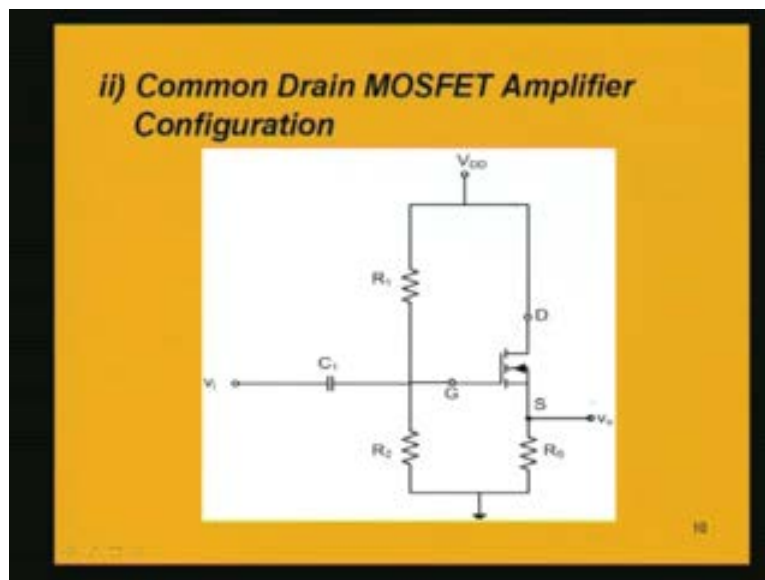 ii) Common Drain MOSFET Amplifier
Configuration
VDD
R1
D
C1
vi
G
S
vo
R2
RS
10